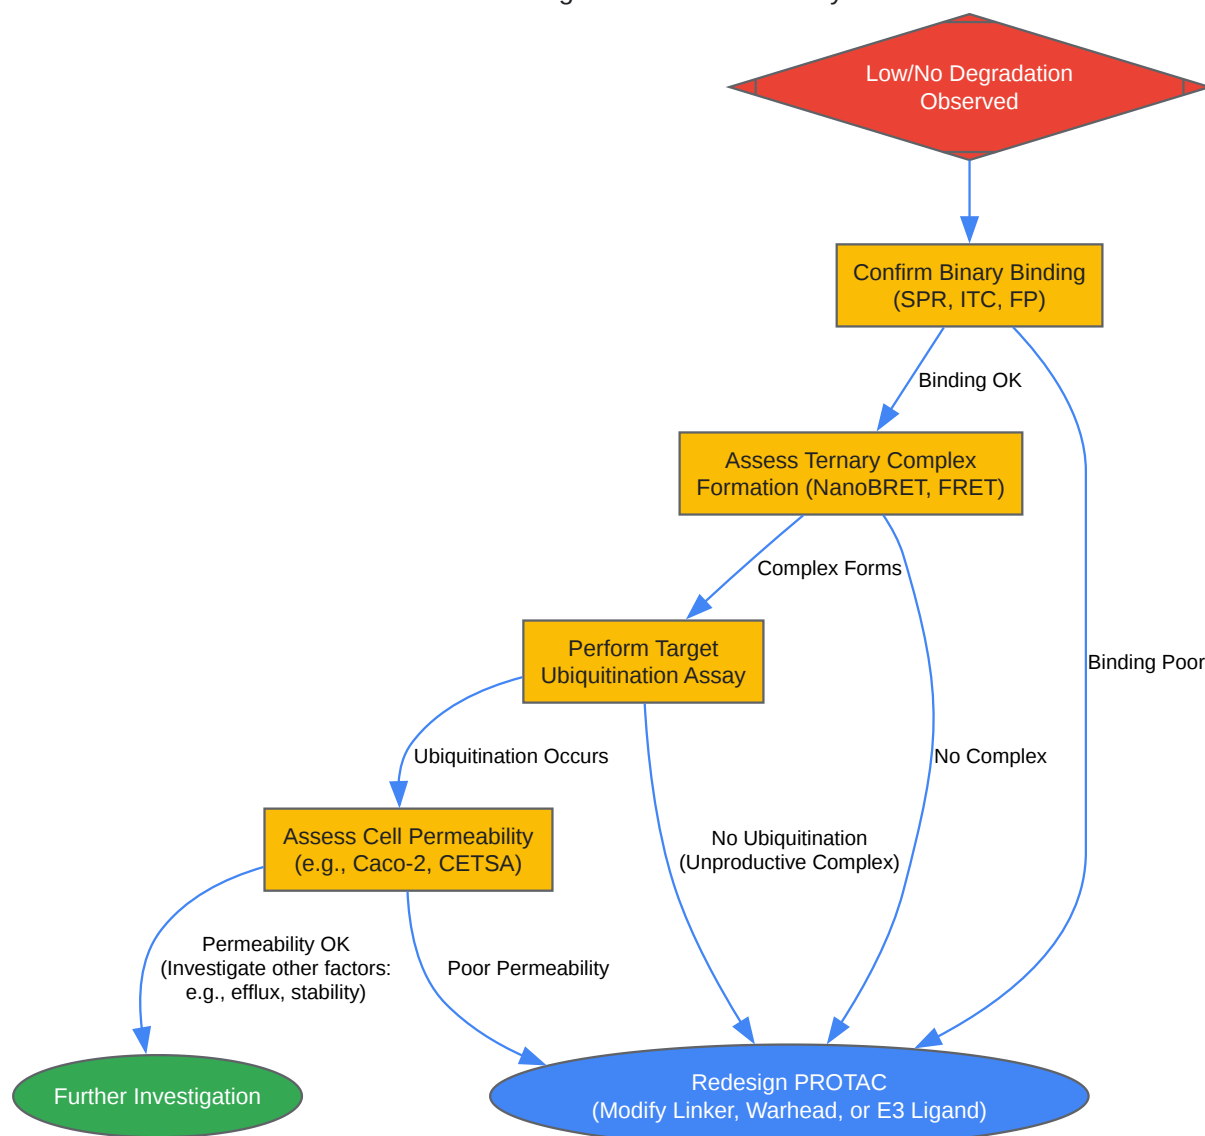 Low/No Degradation
Observed
Confirm Binary Binding
(SPR, ITC, FP)
Binding OK
Assess Ternary Complex
Formation (NanoBRET, FRET)
Complex Forms
Perform Target
Ubiquitination Assay
Binding Poor
Ubiquitination Occurs
No Complex
Assess Cell Permeability
(e.g., Caco-2, CETSA)
No Ubiquitination
(Unproductive Complex)
Permeability OK
(Investigate other factors:
e.g., efflux, stability)
Poor Permeability
Further Investigation
Redesign PROTAC
(Modify Linker, Warhead, or E3 Ligand)